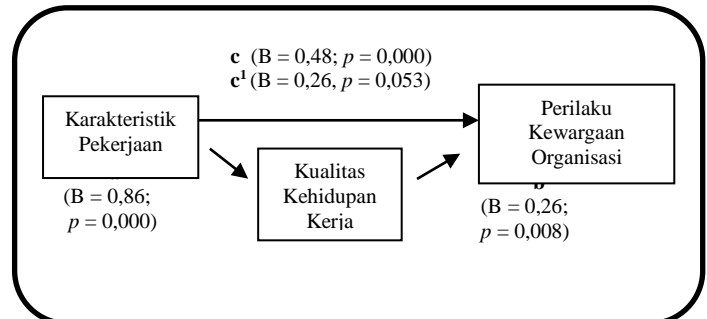 c (B = 0,48; p = 0,000)
c¹ (B = 0,26, p = 0,053)
Karakteristik
Pekerjaan
Perilaku
Kewargaan
Organisasi
Kualitas
Kehidupan
Kerja
(B = 0,86;
p = 0,000)
b
(B = 0,26;
p = 0,008)